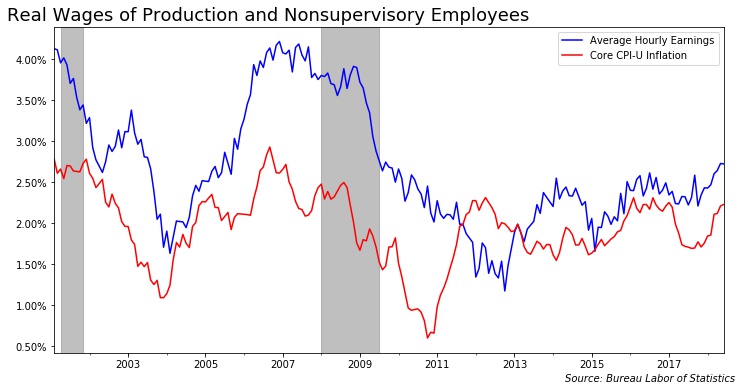 Real Wages of Production and Nonsupervisory Employees
Average Hourly Earnings
Core CPI-U Inflation
4.00%
3.50%
3.00%
2.50%
2.00%
1.50%
1.00%
0.50%
2003 2005 2007 2009 2011 2013 2015 2017
Source: Bureau Labor of Statistics